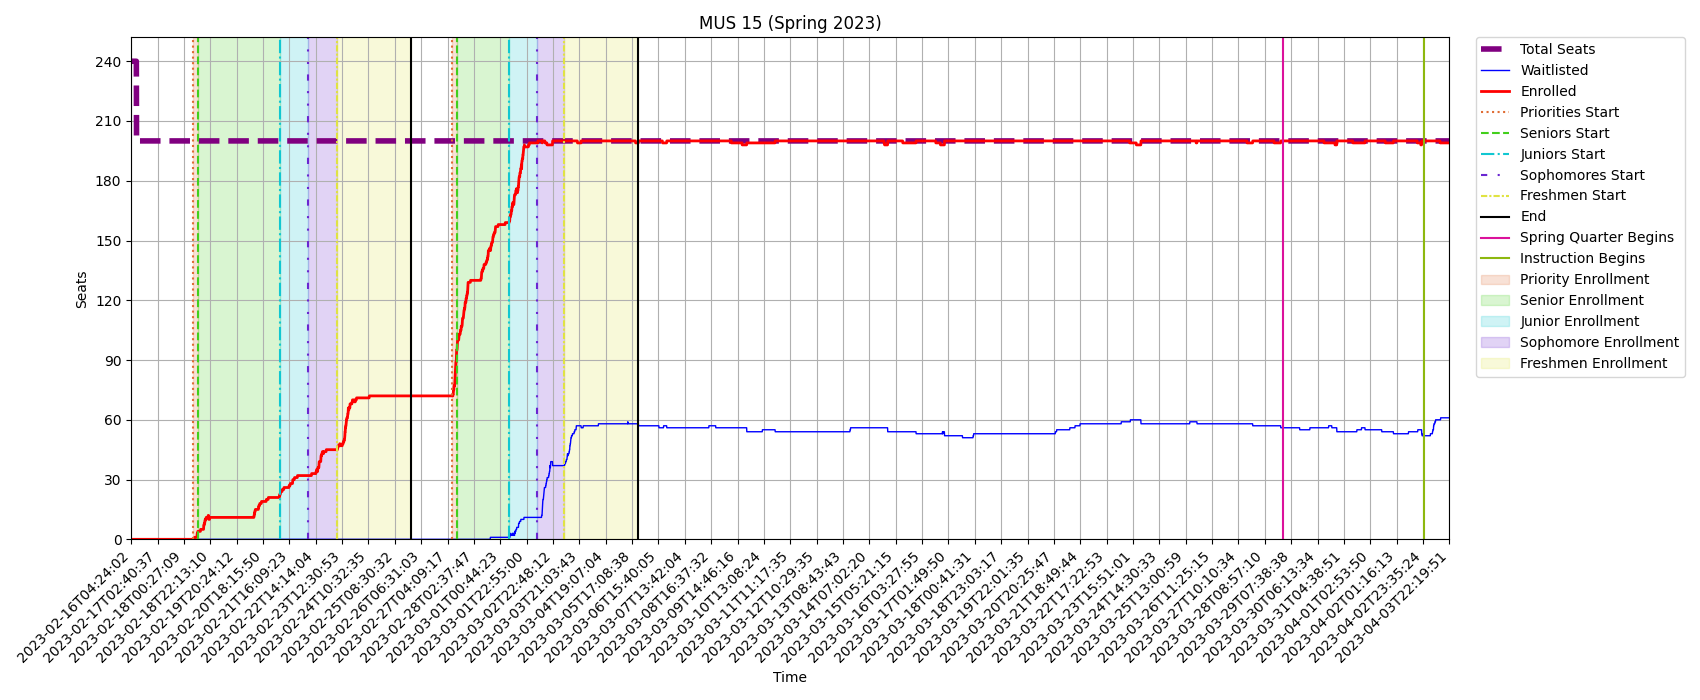 MUS 15 (Spring 2023)
Seats
240
210
180
150
120
90
60
30
0
2023-02-16T04:24:02
2023-02-17T02:40:37
2023-02-18T00:27:09
2023-02-18T22:13:10
2023-02-19T20:24:12
2023-02-20T18:15:50
2023-02-21T16:09:23
2023-02-22T14:14:04
2023-02-23T12:30:53
2023-02-24T10:32:35
2023-02-25T08:30:32
2023-02-26T06:31:03
2023-02-27T04:09:17
2023-02-28T02:37:47
2023-03-01T00:44:23
2023-03-01T22:55:00
2023-03-02T22:48:12
2023-03-03T21:03:43
2023-03-04T19:07:04
2023-03-05T17:08:38
2023-03-06T15:40:05
2023-03-07T13:42:04
2023-03-08T16:37:32
2023-03-09T14:46:16
2023-03-10T13:08:24
2023-03-11T11:17:35
2023-03-12T10:29:35
2023-03-13T08:43:43
2023-03-14T07:02:20
2023-03-15T05:21:15
2023-03-16T03:27:55
2023-03-17T01:49:50
2023-03-18T00:41:31
2023-03-18T23:03:17
2023-03-19T22:01:35
2023-03-20T20:25:47
2023-03-21T18:49:44
2023-03-22T17:22:53
2023-03-23T15:51:01
2023-03-24T14:30:33
2023-03-25T13:00:59
2023-03-26T11:25:15
2023-03-27T10:10:34
2023-03-28T08:57:10
2023-03-29T07:38:38
2023-03-30T06:13:34
2023-03-31T04:38:51
2023-04-01T02:53:50
2023-04-02T01:16:13
2023-04-02T23:35:24
2023-04-03T22:19:51
Time
Total Seats
Waitlisted
Enrolled
Priorities Start
Seniors Start
Juniors Start
Sophomores Start
Freshmen Start
End
Spring Quarter Begins
Instruction Begins
Priority Enrollment
Senior Enrollment
Junior Enrollment
Sophomore Enrollment
Freshmen Enrollment